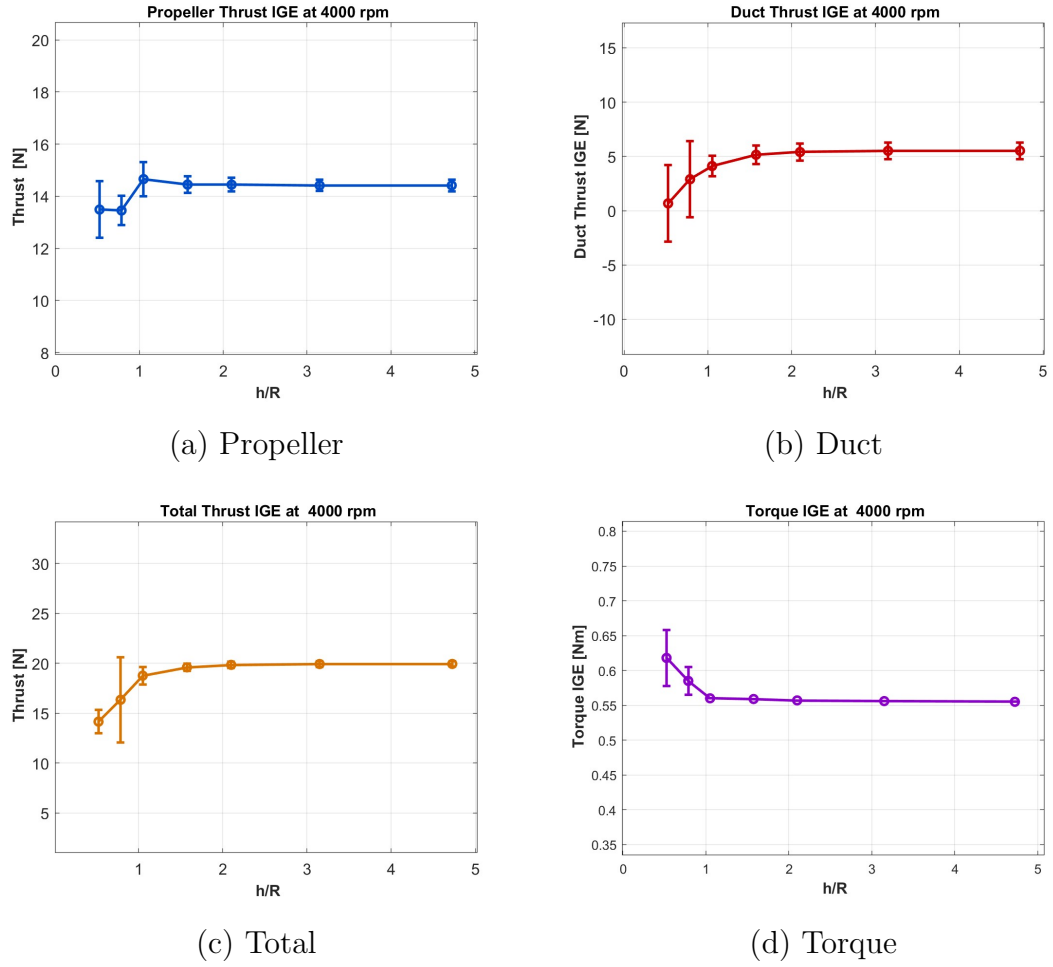 Propeller Thrust IGE at 4000 rpm
20
18
16
14
12
10
8
Thrust [N]
0 1 2 3 4 5
h/R
(a) Propeller
Duct Thrust IGE at 4000 rpm
15
10
5
0
-5
-10
Duct Thrust IGE [N]
0 1 2 3 4 5
h/R
(b) Duct
Total Thrust IGE at 4000 rpm
30
25
20
15
10
5
Thrust [N]
1 2 3 4 5
h/R
(c) Total
Torque IGE at 4000 rpm
0.8
0.75
0.7
0.65
0.6
0.55
0.5
0.45
0.4
0.35
Torque IGE [Nm]
0 1 2 3 4 5
h/R
(d) Torque